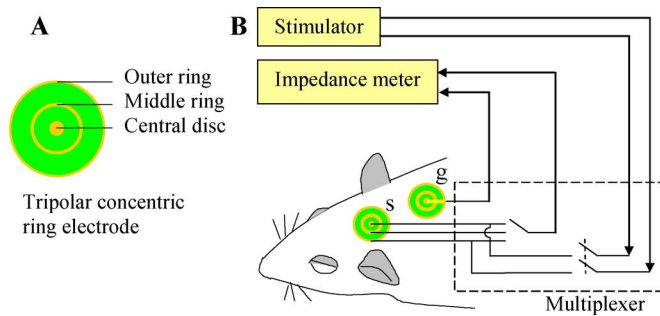 A
Outer ring
Middle ring
Central disc
Tripolar concentric
ring electrode
B
Stimulator
Impedance meter
g
s
Multiplexer